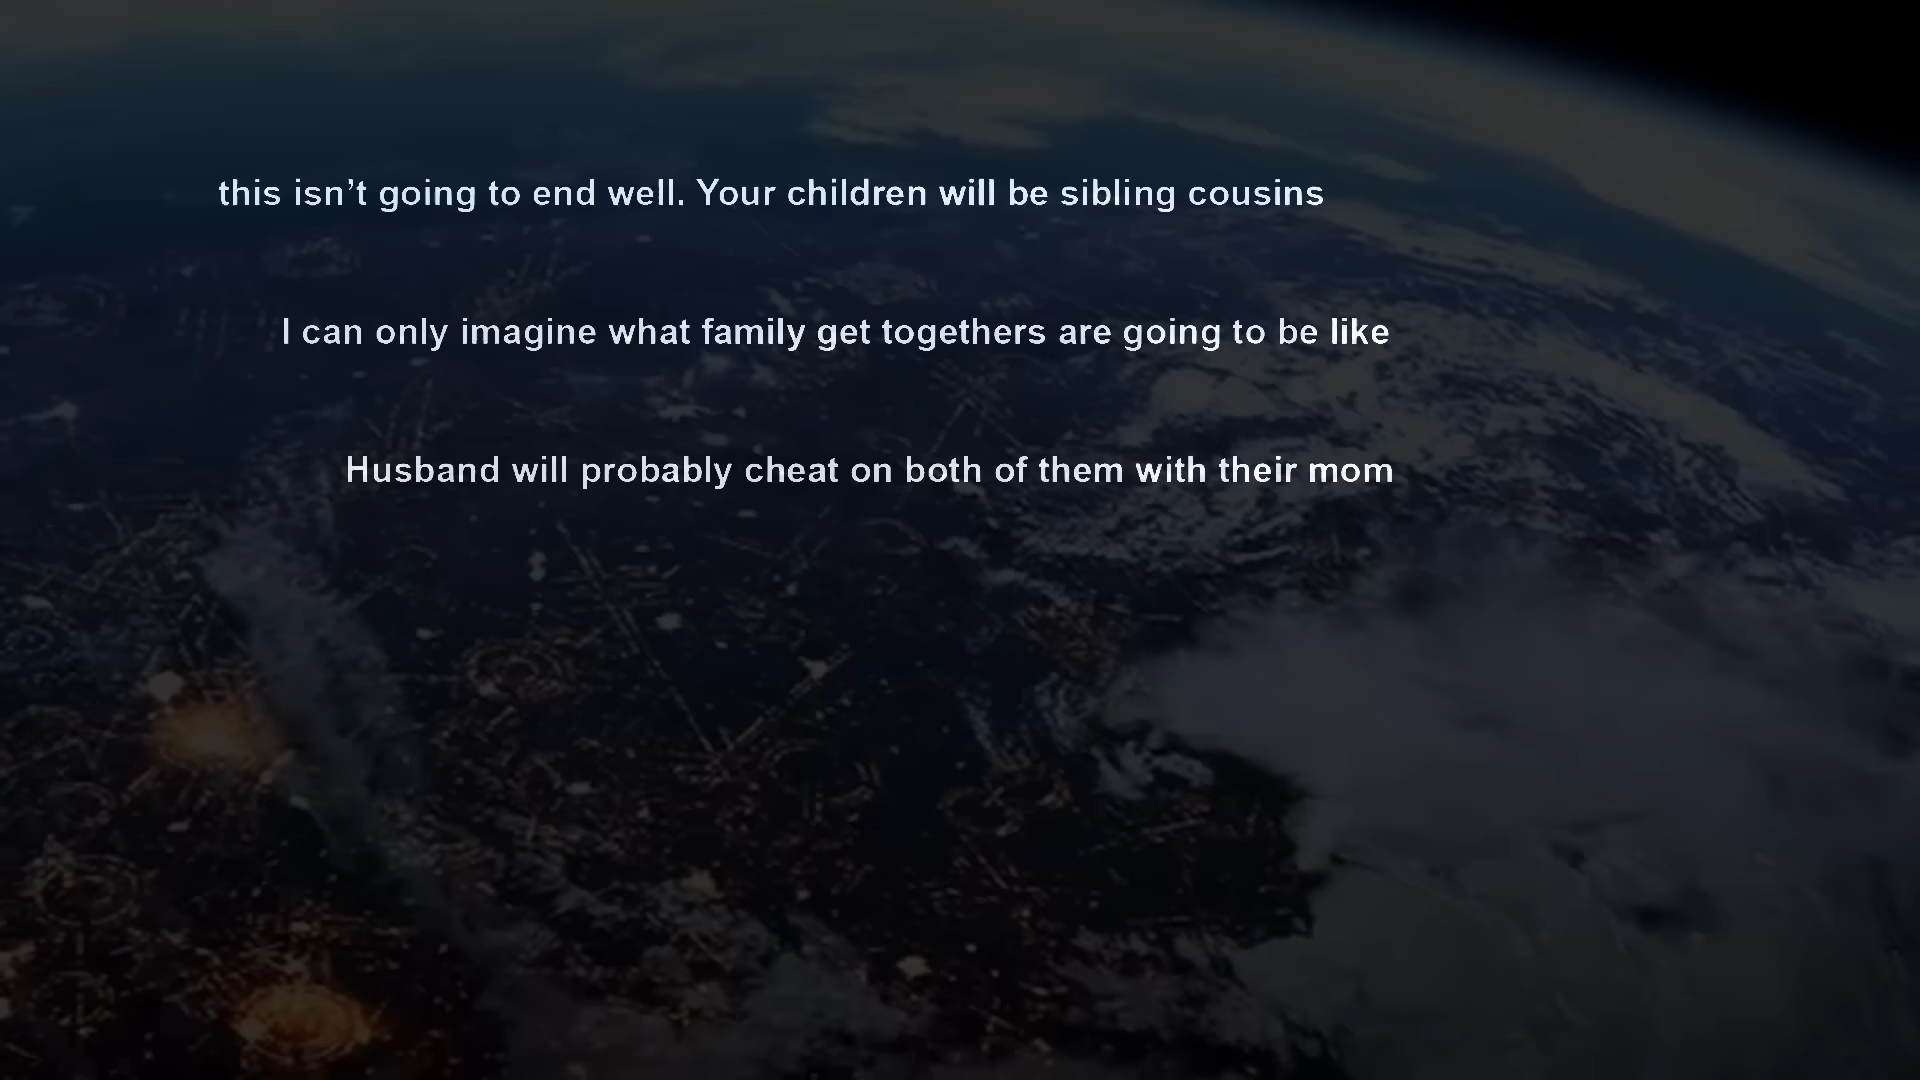 this isn’t going to end well. Your children will be sibling cousins
I can only imagine what family get togethers are going to be like
Husband will probably cheat on both of them with their mom